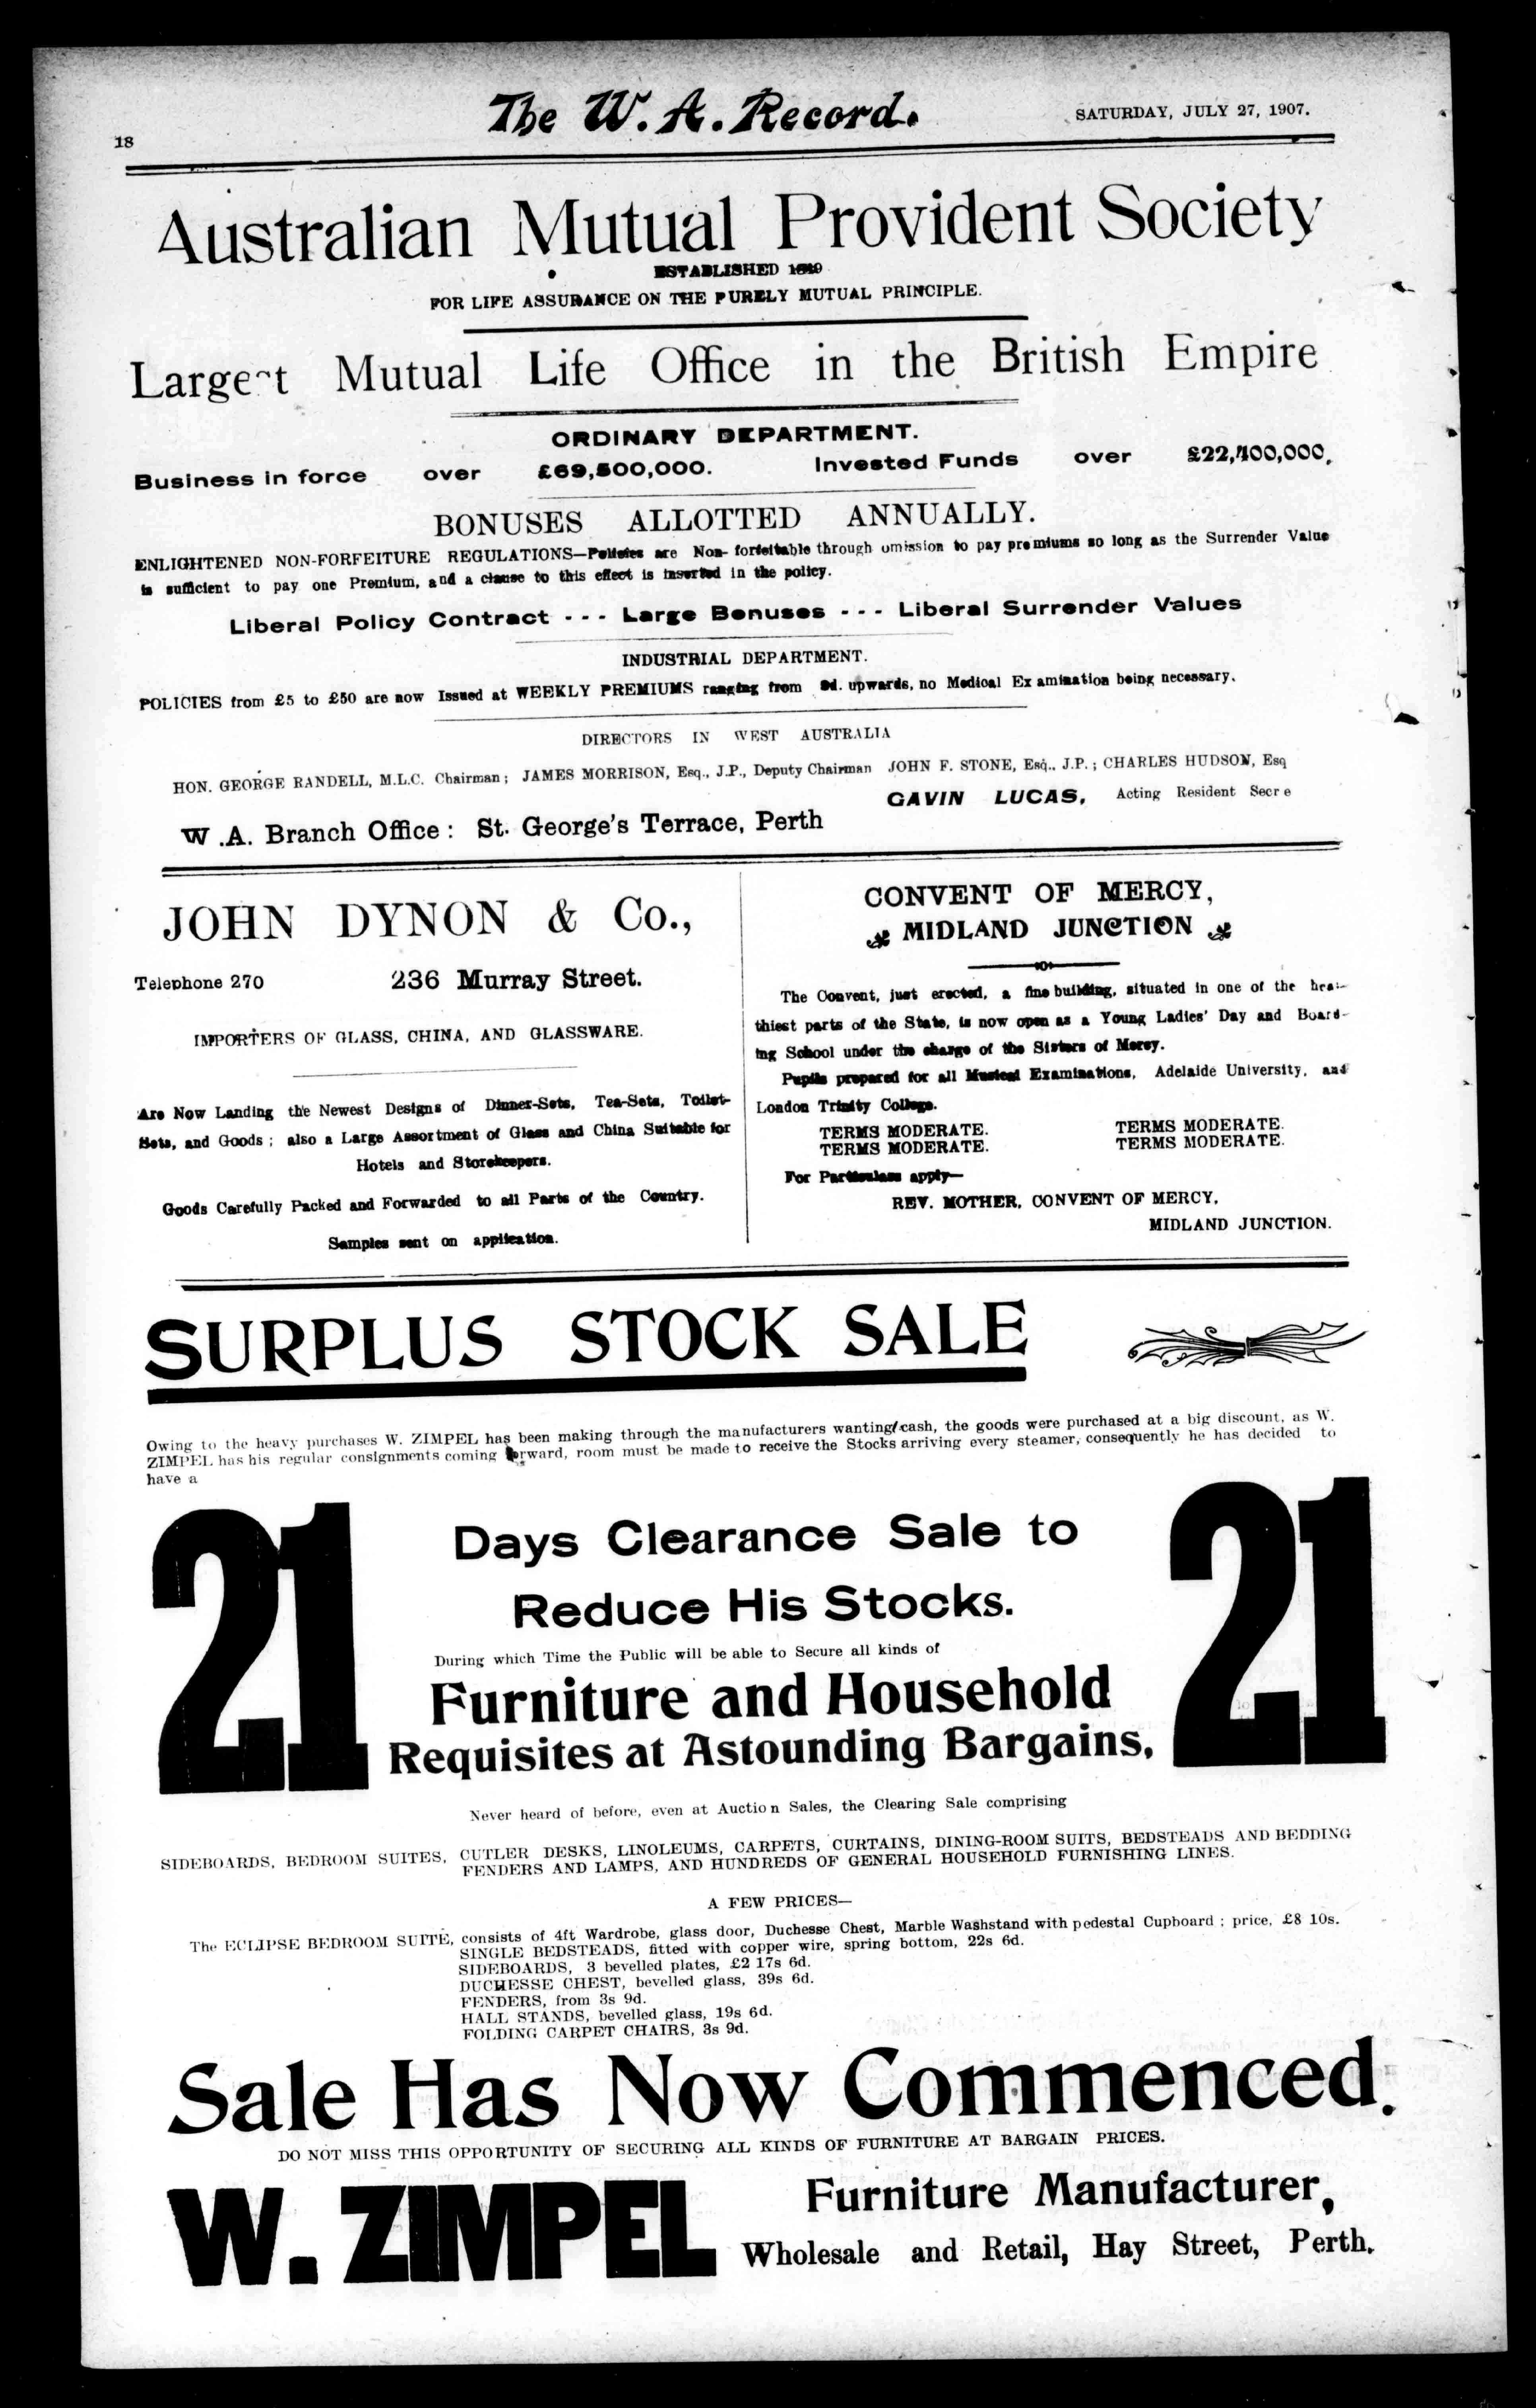 The W. A. Record.
SATURDAY, JULY 27, 1907.
18
Australian Mutual Provident Society
ESTABLISHED 1849
FOR LIFE ASSURANCE ON THE PURELY MUTUAL PRINCIPLE.
Largest Mutual Life Office in the British Empire
ORDINARY DEPARTMENT.
Business in force over £69,500,000. Invested Funds over £22,400,000,
BONUSES ALLOTTED ANNUALLY.
ENLIGHTENED NON-FORFEITURE REGULATIONS—Policies are Non- forfeitable through omission to pay premiums so long as the Surrender Value
is sufficient to pay one Premium, and a clause to this effect is inserted in the policy.
Liberal Policy Contract - - - Large Bonuses - - - Liberal Surrender Values
INDUSTRIAL DEPARTMENT.
POLICIES from £5 to £50 are now Issued at WEEKLY PREMIUMS ranging from upwards, no Medical Examination being necessary.
DIRECTORS IN WEST AUSTRALIA
HON. GEORGE RANDELL, M.L.C. Chairman; JAMES MORRISON, Esq., J.P., Deputy Chairman JOHN F. STONE, Esq.. J.P.; CHARLES HUDSON, Esq
GAVIN LUCAS, Acting Resident Secre
W.A. Branch Office: St. George's Terrace, Perth
JOHN DYNON & Co.,
Telephone 270 236 Murray Street.
IMPORTERS OF GLASS, CHINA, AND GLASSWARE.
Are Now Landing the Newest Designs of Dinner-Sets, Tea-Sets, Toilet-
Sets, and Goods; also a Large Assortment of Glass and China Suitable for
Hotels and Storekeepers.
Goods Carefully Packed and Forwarded to all Parts of the Country.
Samples sent on application.
CONVENT OF MERCY,
MIDLAND JUNCTION
The Convent, just erected, a fine building, situated in one of the heal-
thiest parts of the State, is now open as a Young Ladies' Day and Board-
ing School under the charge of the Sisters of Mercy.
Pupils prepared for all Musical Examinations, Adelaide University, and
London Trinity College.
TERMS MODERATE. TERMS MODERATE.
TERMS MODERATE. TERMS MODERATE.
For Particulars apply—
REV. MOTHER, CONVENT OF MERCY,
MIDLAND JUNCTION.
SURPLUS STOCK SALE
Owing to the heavy purchases W. ZIMPEL has been making through the manufacturers wanting cash, the goods were purchased at a big discount, as W.
ZIMPEL has his regular consignments coming forward, room must be made to receive the Stocks arriving every steamer, consequently he has decided to
have a
21
Days Clearance Sale to
Reduce His Stocks.
During which Time the Public will be able to Secure all kinds of
Furniture and Household
Requisites at Astounding Bargains,
21
Never heard of before, even at Auction Sales, the Clearing Sale comprising
SIDEBOARDS, BEDROOM SUITES, CUTLER DESKS, LINOLEUMS, CARPETS, CURTAINS, DINING-ROOM SUITS, BEDSTEADS AND BEDDING
FENDERS AND LAMPS, AND HUNDREDS OF GENERAL HOUSEHOLD FURNISHING LINES.
A FEW PRICES—
The ECLIPSE BEDROOM SUITE, consists of 4ft Wardrobe, glass door, Duchesse Chest, Marble Washstand with pedestal Cupboard; price, £8 10s.
SINGLE BEDSTEADS, fitted with copper wire, spring bottom, 22s 6d.
SIDEBOARDS, 3 bevelled plates, £2 17s 6d.
DUCHESSE CHEST, bevelled glass, 39s 6d.
FENDERS, from 3s 9d.
HALL STANDS, bevelled glass, 19s 6d.
FOLDING CARPET CHAIRS, 3s 9d.
Sale Has Now Commenced.
DO NOT MISS THIS OPPORTUNITY OF SECURING ALL KINDS OF FURNITURE AT BARGAIN PRICES.
W. ZIMPEL
Furniture Manufacturer,
Wholesale and Retail, Hay Street, Perth.